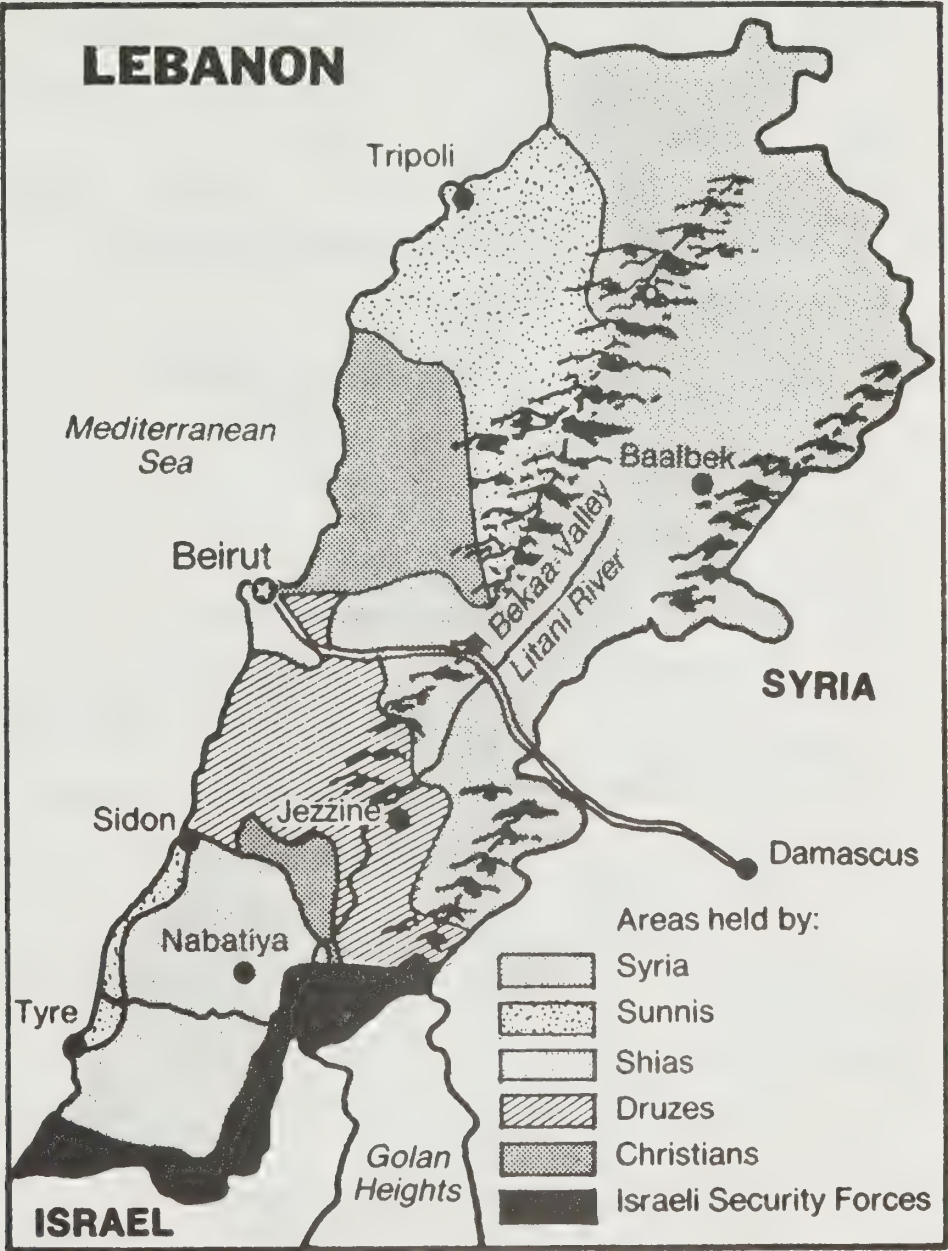 LEBANON
Tripoli
Mediterranean
Sea
Baalbek
Beirut
Bekaa-Valley
Litani River
SYRIA
Sidon
Jezzine
Damascus
Nabatiya
Tyre
Areas held by:
Syria
Sunnis
Shias
Druzes
Christians
Israeli Security Forces
Golan
Heights
ISRAEL